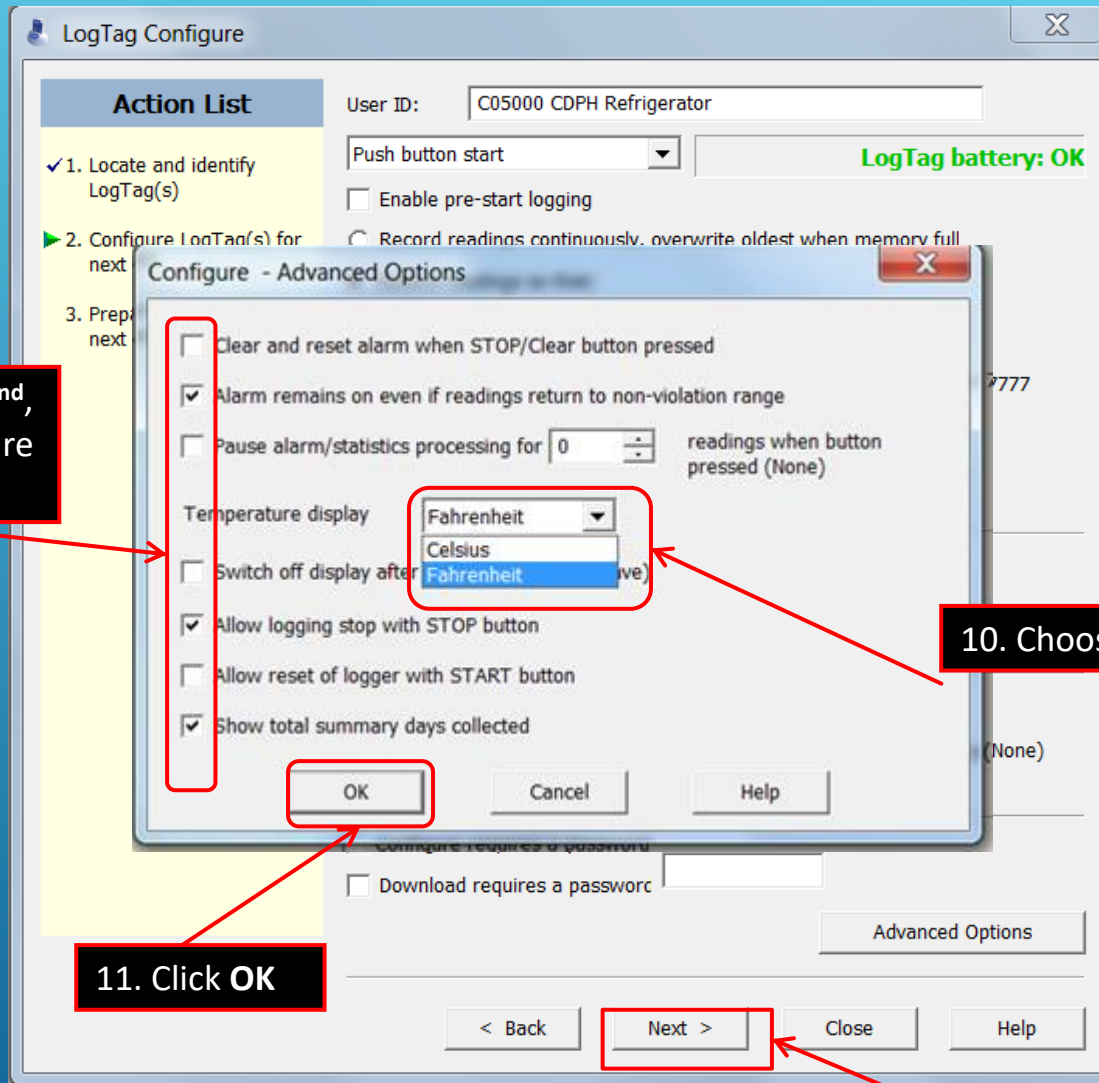 LogTag Configure
X
Action List
1. Locate and identify
LogTag(s)
2. Configure LogTag(s) for
next
3.
next
User ID: C05000 CDPH Refrigerator
Push button start
LogTag battery: OK
Enable pre-start logging
Record readings continuously, overwrite oldest when memory full
Configure - Advanced Options
X
Clear and reset alarm when STOP/Clear button pressed
Alarm remains on even if readings return to non-violation range
Pause alarm/statistics processing for 0 readings when button
pressed (None)
Temperature display Fahrenheit
Celsius
Fahrenheit
Switch off display after
Allow logging stop with STOP button
Allow reset of logger with START button
Show total summary days collected
OK Cancel Help
nd,
re
7777
10. Choos
(None)
Configure requires a password
Download requires a password
Advanced Options
11. Click OK
< Back Next > Close Help